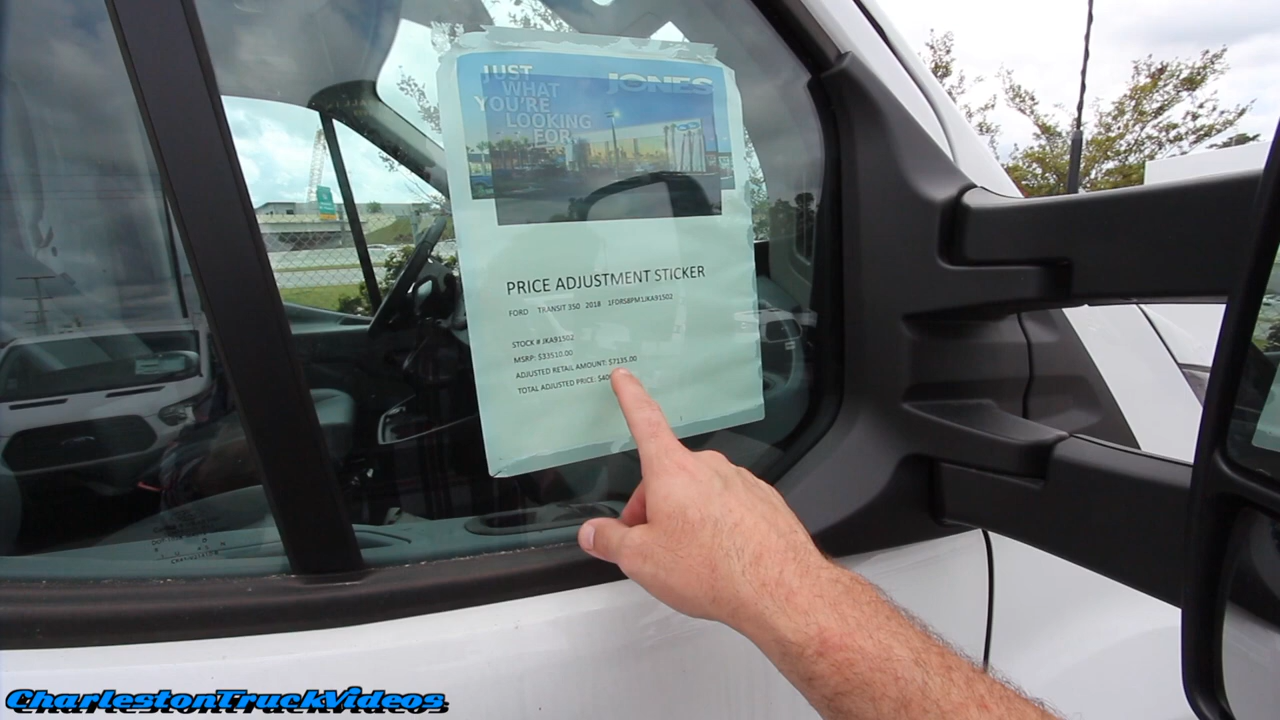 JUST
WHAT
YOU'RE
LOOKING
FOR
JONES
PRICE ADJUSTMENT STICKER
FORD TRANSIT 350 2018 1FDRS8PM1JKA91502
STOCK # JKA91502
MSRP: $33510.00
ADJUSTED RETAIL AMOUNT: $7135.00
TOTAL ADJUSTED PRICE:
CharlestonTruckVideos